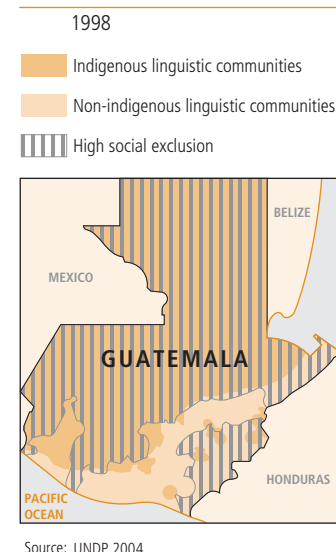 1998
Indigenous linguistic communities
Non-indigenous linguistic communities
High social exclusion
BELIZE
MEXICO
GUATEMALA
HONDURAS
PACIFIC
OCEAN
Source: UNDP 2004